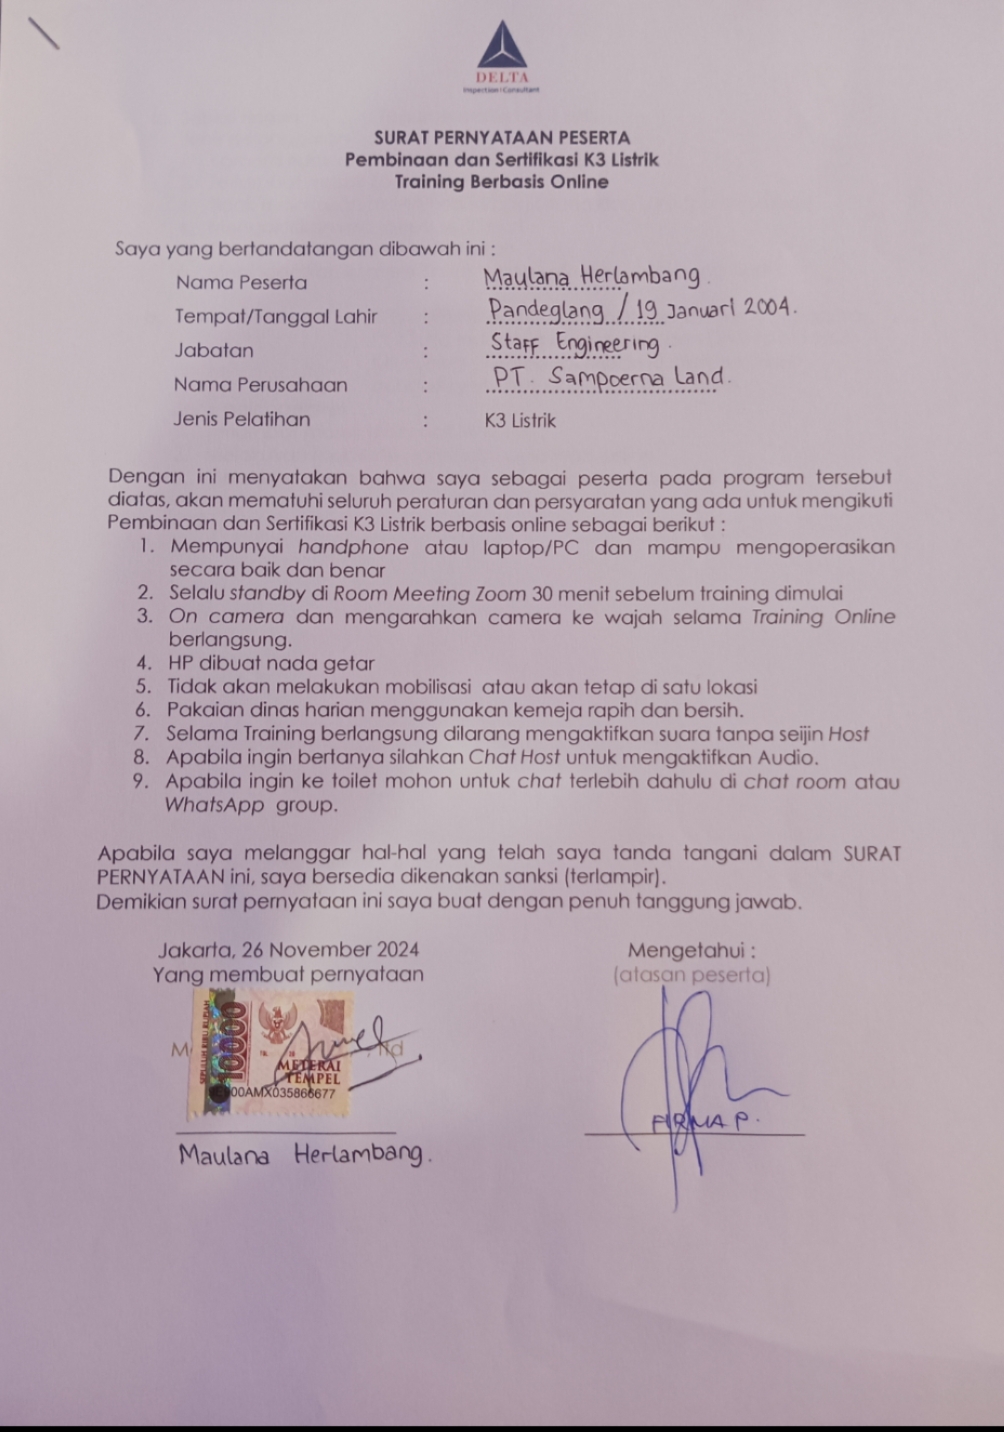 DELTA
Inspection | Consultant
SURAT PERNYATAAN PESERTA
Pembinaan dan Sertifikasi K3 Listrik
Training Berbasis Online
Saya yang bertandatangan dibawah ini :
Nama Peserta : Maulana Herlambang.
Tempat/Tanggal Lahir : Pandeglang / 19 Januari 2004.
Jabatan : Staff Engineering.
Nama Perusahaan : PT. Sampoerna Land.
Jenis Pelatihan : K3 Listrik
Dengan ini menyatakan bahwa saya sebagai peserta pada program tersebut
diatas, akan mematuhi seluruh peraturan dan persyaratan yang ada untuk mengikuti
Pembinaan dan Sertifikasi K3 Listrik berbasis online sebagai berikut :
1. Mempunyai handphone atau laptop/PC dan mampu mengoperasikan
secara baik dan benar
2. Selalu standby di Room Meeting Zoom 30 menit sebelum training dimulai
3. On camera dan mengarahkan camera ke wajah selama Training Online
berlangsung.
4. HP dibuat nada getar
5. Tidak akan melakukan mobilisasi atau akan tetap di satu lokasi
6. Pakaian dinas harian menggunakan kemeja rapih dan bersih.
7. Selama Training berlangsung dilarang mengaktifkan suara tanpa seijin Host
8. Apabila ingin bertanya silahkan Chat Host untuk mengaktifkan Audio.
9. Apabila ingin ke toilet mohon untuk chat terlebih dahulu di chat room atau
WhatsApp group.
Apabila saya melanggar hal-hal yang telah saya tanda tangani dalam SURAT
PERNYATAAN ini, saya bersedia dikenakan sanksi (terlampir).
Demikian surat pernyataan ini saya buat dengan penuh tanggung jawab.
Jakarta, 26 November 2024 Mengetahui :
Yang membuat pernyataan (atasan peserta)
SEPULUH RIBU RUPIAH
10000
METERAI
TEMPEL
00AMX035866677
FIRMA P.
Maulana Herlambang.